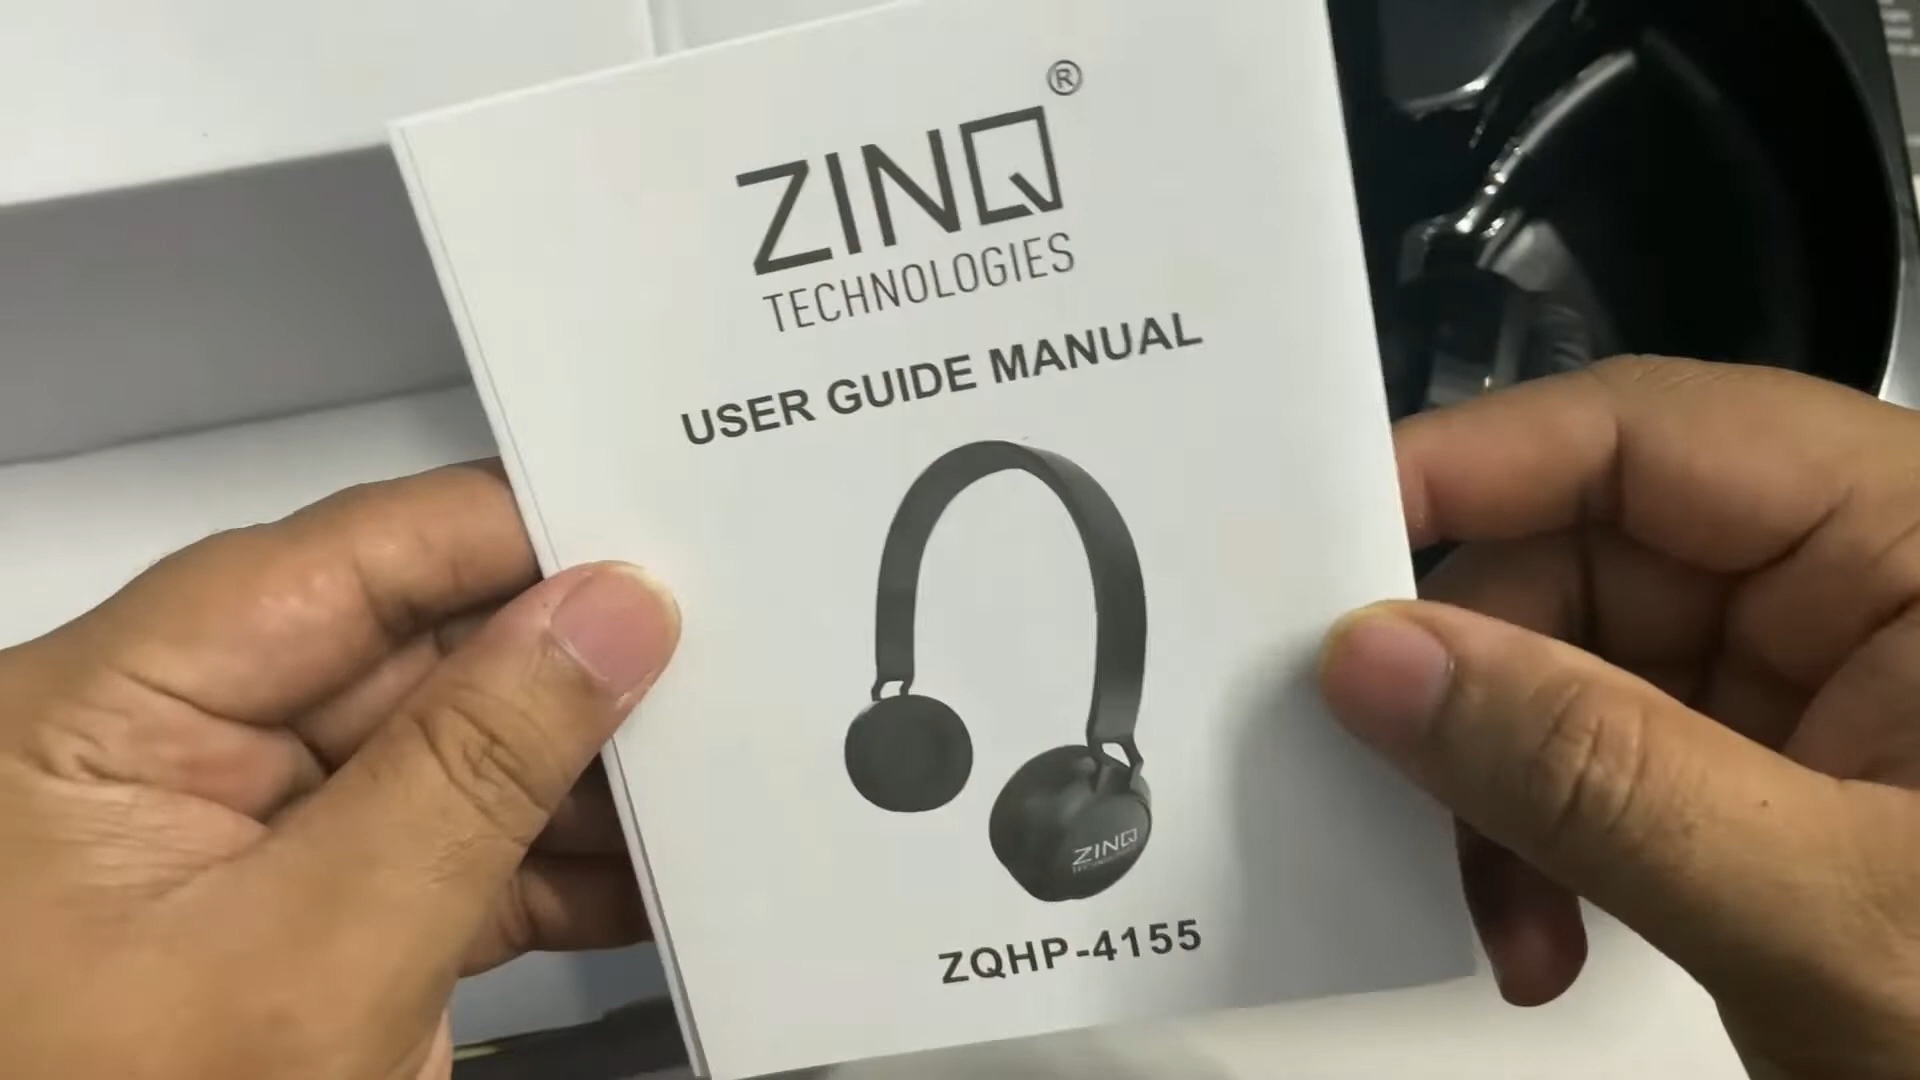 ZINQ®
TECHNOLOGIES
USER GUIDE MANUAL
ZINQ
TECHNOLOGIES
ZQHP-4155